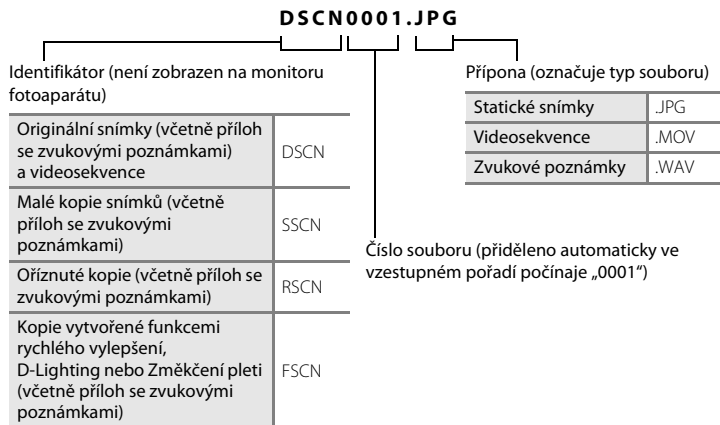 DSCN0001.JPG
Identifikátor (není zobrazen na monitoru
fotoaparátu)
Originální snímky (včetně příloh
se zvukovými poznámkami)
a videosekvence
DSCN
Malé kopie snímků (včetně
příloh se zvukovými
poznámkami)
SSCN
Oříznuté kopie (včetně příloh se
zvukovými poznámkami)
RSCN
Kopie vytvořené funkcemi
rychlého vylepšení,
D-Lighting nebo Změkčení pleti
(včetně příloh se zvukovými
poznámkami)
FSCN
Přípona (označuje typ souboru)
Statické snímky .JPG
Videosekvence .MOV
Zvukové poznámky .WAV
Číslo souboru (přiděleno automaticky ve
vzestupném pořadí počínaje „0001“)